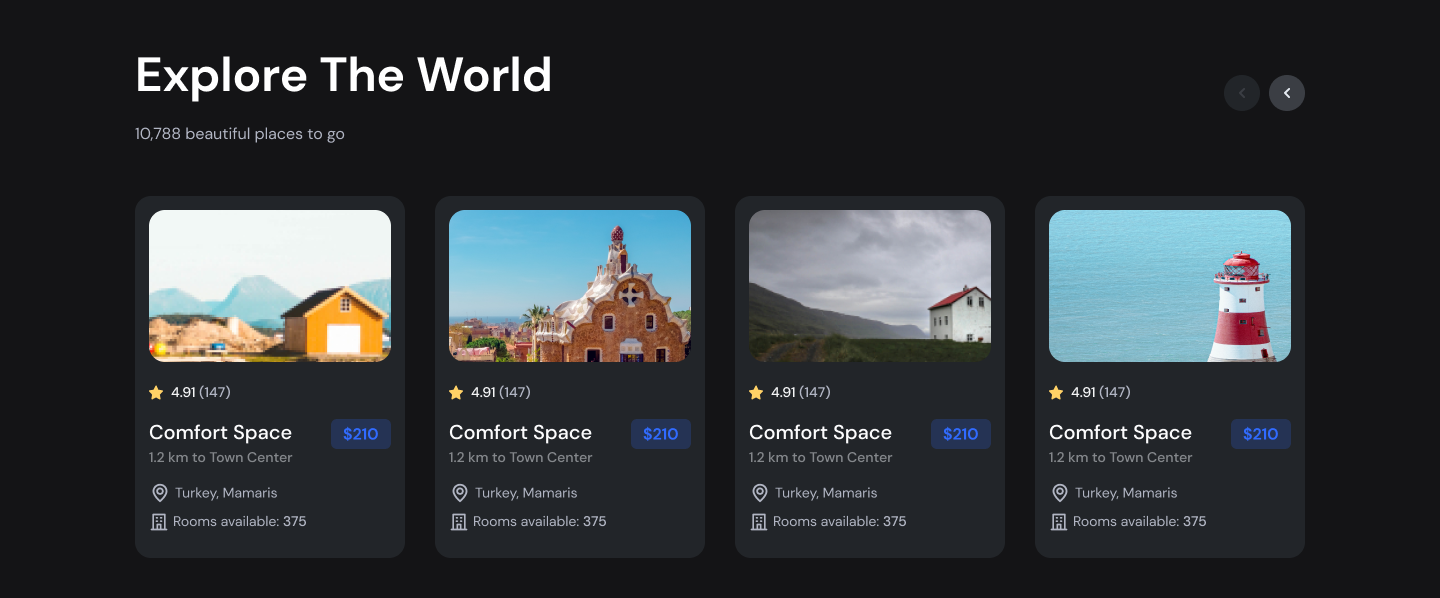 Explore The World
10,788 beautiful places to go
4.91 (147)
Comfort Space
$210
1.2 km to Town Center
Turkey, Mamaris
Rooms available: 375
4.91 (147)
Comfort Space
$210
1.2 km to Town Center
Turkey, Mamaris
Rooms available: 375
4.91 (147)
Comfort Space
$210
1.2 km to Town Center
Turkey, Mamaris
Rooms available: 375
4.91 (147)
Comfort Space
$210
1.2 km to Town Center
Turkey, Mamaris
Rooms available: 375